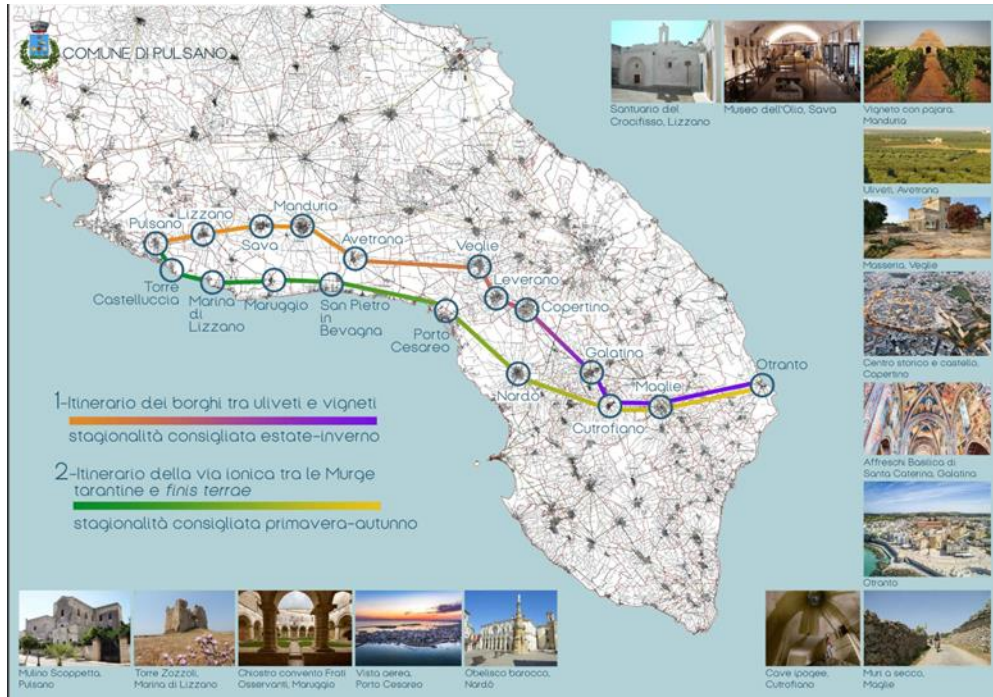 COMUNE DI PULSANO
Santuario del
Crocifisso, Lizzano
Museo dell'Olio, Sava
Vigneto con pajara,
Manduria
Uliveti, Avetrana
Masseria, Veglie
Centro storico e castello,
Copertino
Affreschi Basilica di
Santa Caterina, Galatina
Otranto
Pulsano
Lizzano
Sava
Manduria
Avetrana
Veglie
Leverano
Copertino
Torre
Castelluccia
Marina
di
Lizzano
Maruggio
San Pietro
in
Bevagna
Porto
Cesareo
Nardò
Galatina
Cutrofiano
Maglie
Otranto
1-Itinerario dei borghi tra uliveti e vigneti
stagionalità consigliata estate-inverno
2-Itinerario della via ionica tra le Murge
tarantine e finis terrae
stagionalità consigliata primavera-autunno
Mulino Scoppetta,
Pulsano
Torre Zozzoli,
Marina di Lizzano
Chiostro convento Frati
Osservanti, Maruggio
Vista aerea,
Porto Cesareo
Obelisco barocco,
Nardò
Cave ipogee,
Cutrofiano
Muri a secco,
Maglie